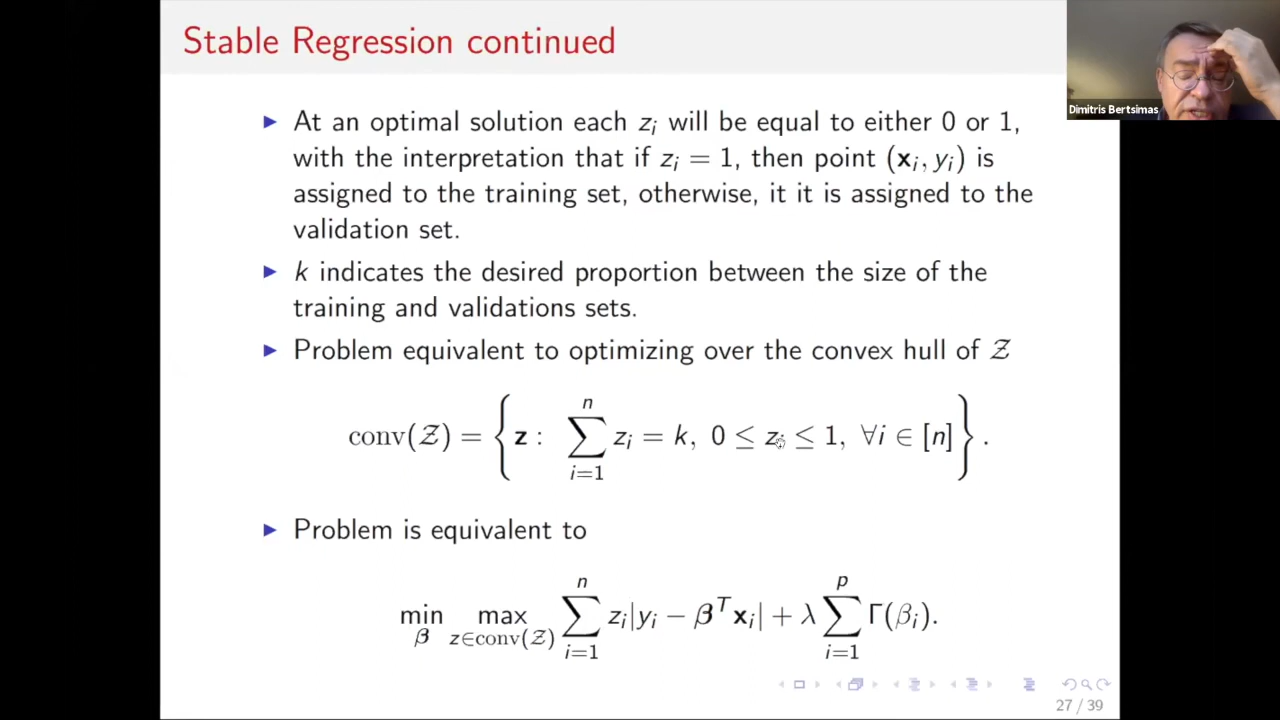 Stable Regression continued
Dimitris Bertsimas
At an optimal solution each z_i will be equal to either 0 or 1,
with the interpretation that if z_i = 1, then point (x_i, y_i) is
assigned to the training set, otherwise, it it is assigned to the
validation set.
k indicates the desired proportion between the size of the
training and validations sets.
Problem equivalent to optimizing over the convex hull of 𝒵
conv(𝒵) = { z : ∑_{i=1}^{n} z_i = k, 0 ≤ z_i ≤ 1, ∀i ∈ [n] } .
Problem is equivalent to
min_β max_{z∈conv(𝒵)} ∑_{i=1}^{n} z_i|y_i − β^T x_i| + λ ∑_{i=1}^{p} Γ(β_i).
27 / 39